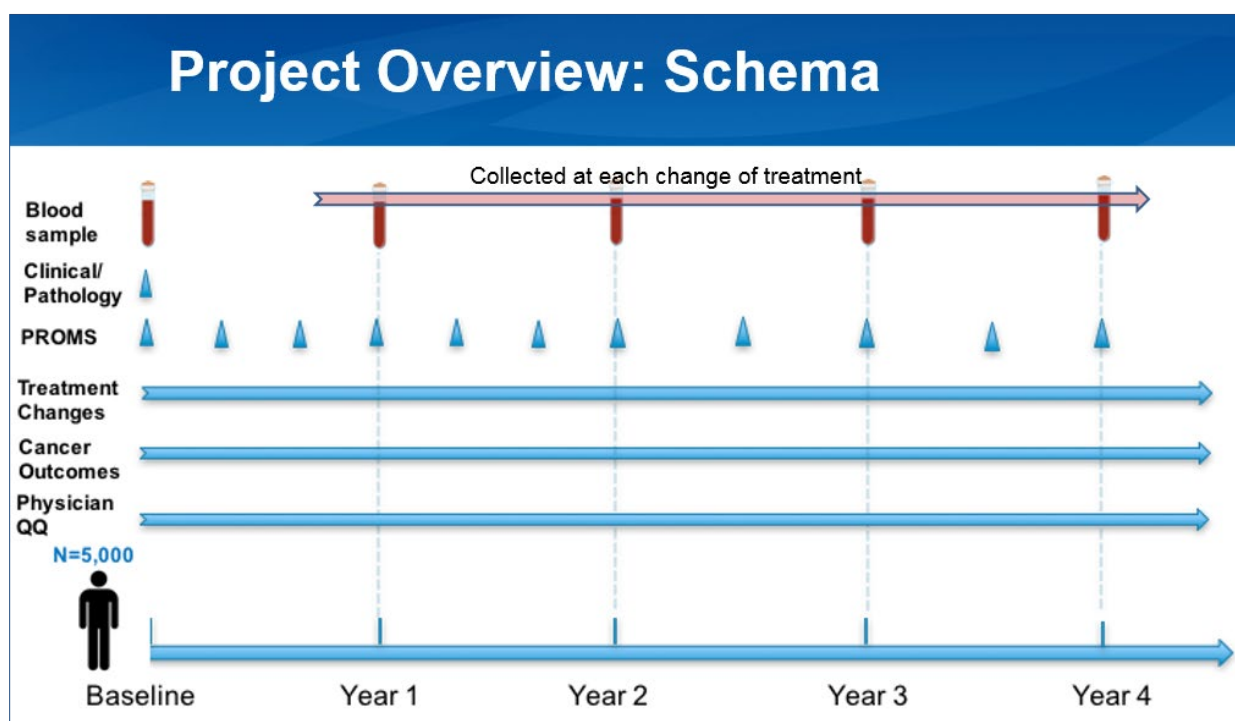 Project Overview: Schema
Collected at each change of treatment
Blood
sample
Clinical/
Pathology
PROMS
Treatment
Changes
Cancer
Outcomes
Physician
QQ
N=5,000
Baseline Year 1 Year 2 Year 3 Year 4